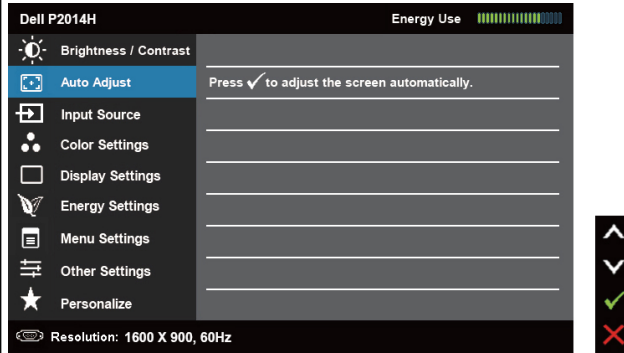 Dell P2014H Energy Use
Brightness / Contrast
Auto Adjust Press ✓ to adjust the screen automatically.
Input Source
Color Settings
Display Settings
Energy Settings
Menu Settings
Other Settings
Personalize
Resolution: 1600 X 900, 60Hz